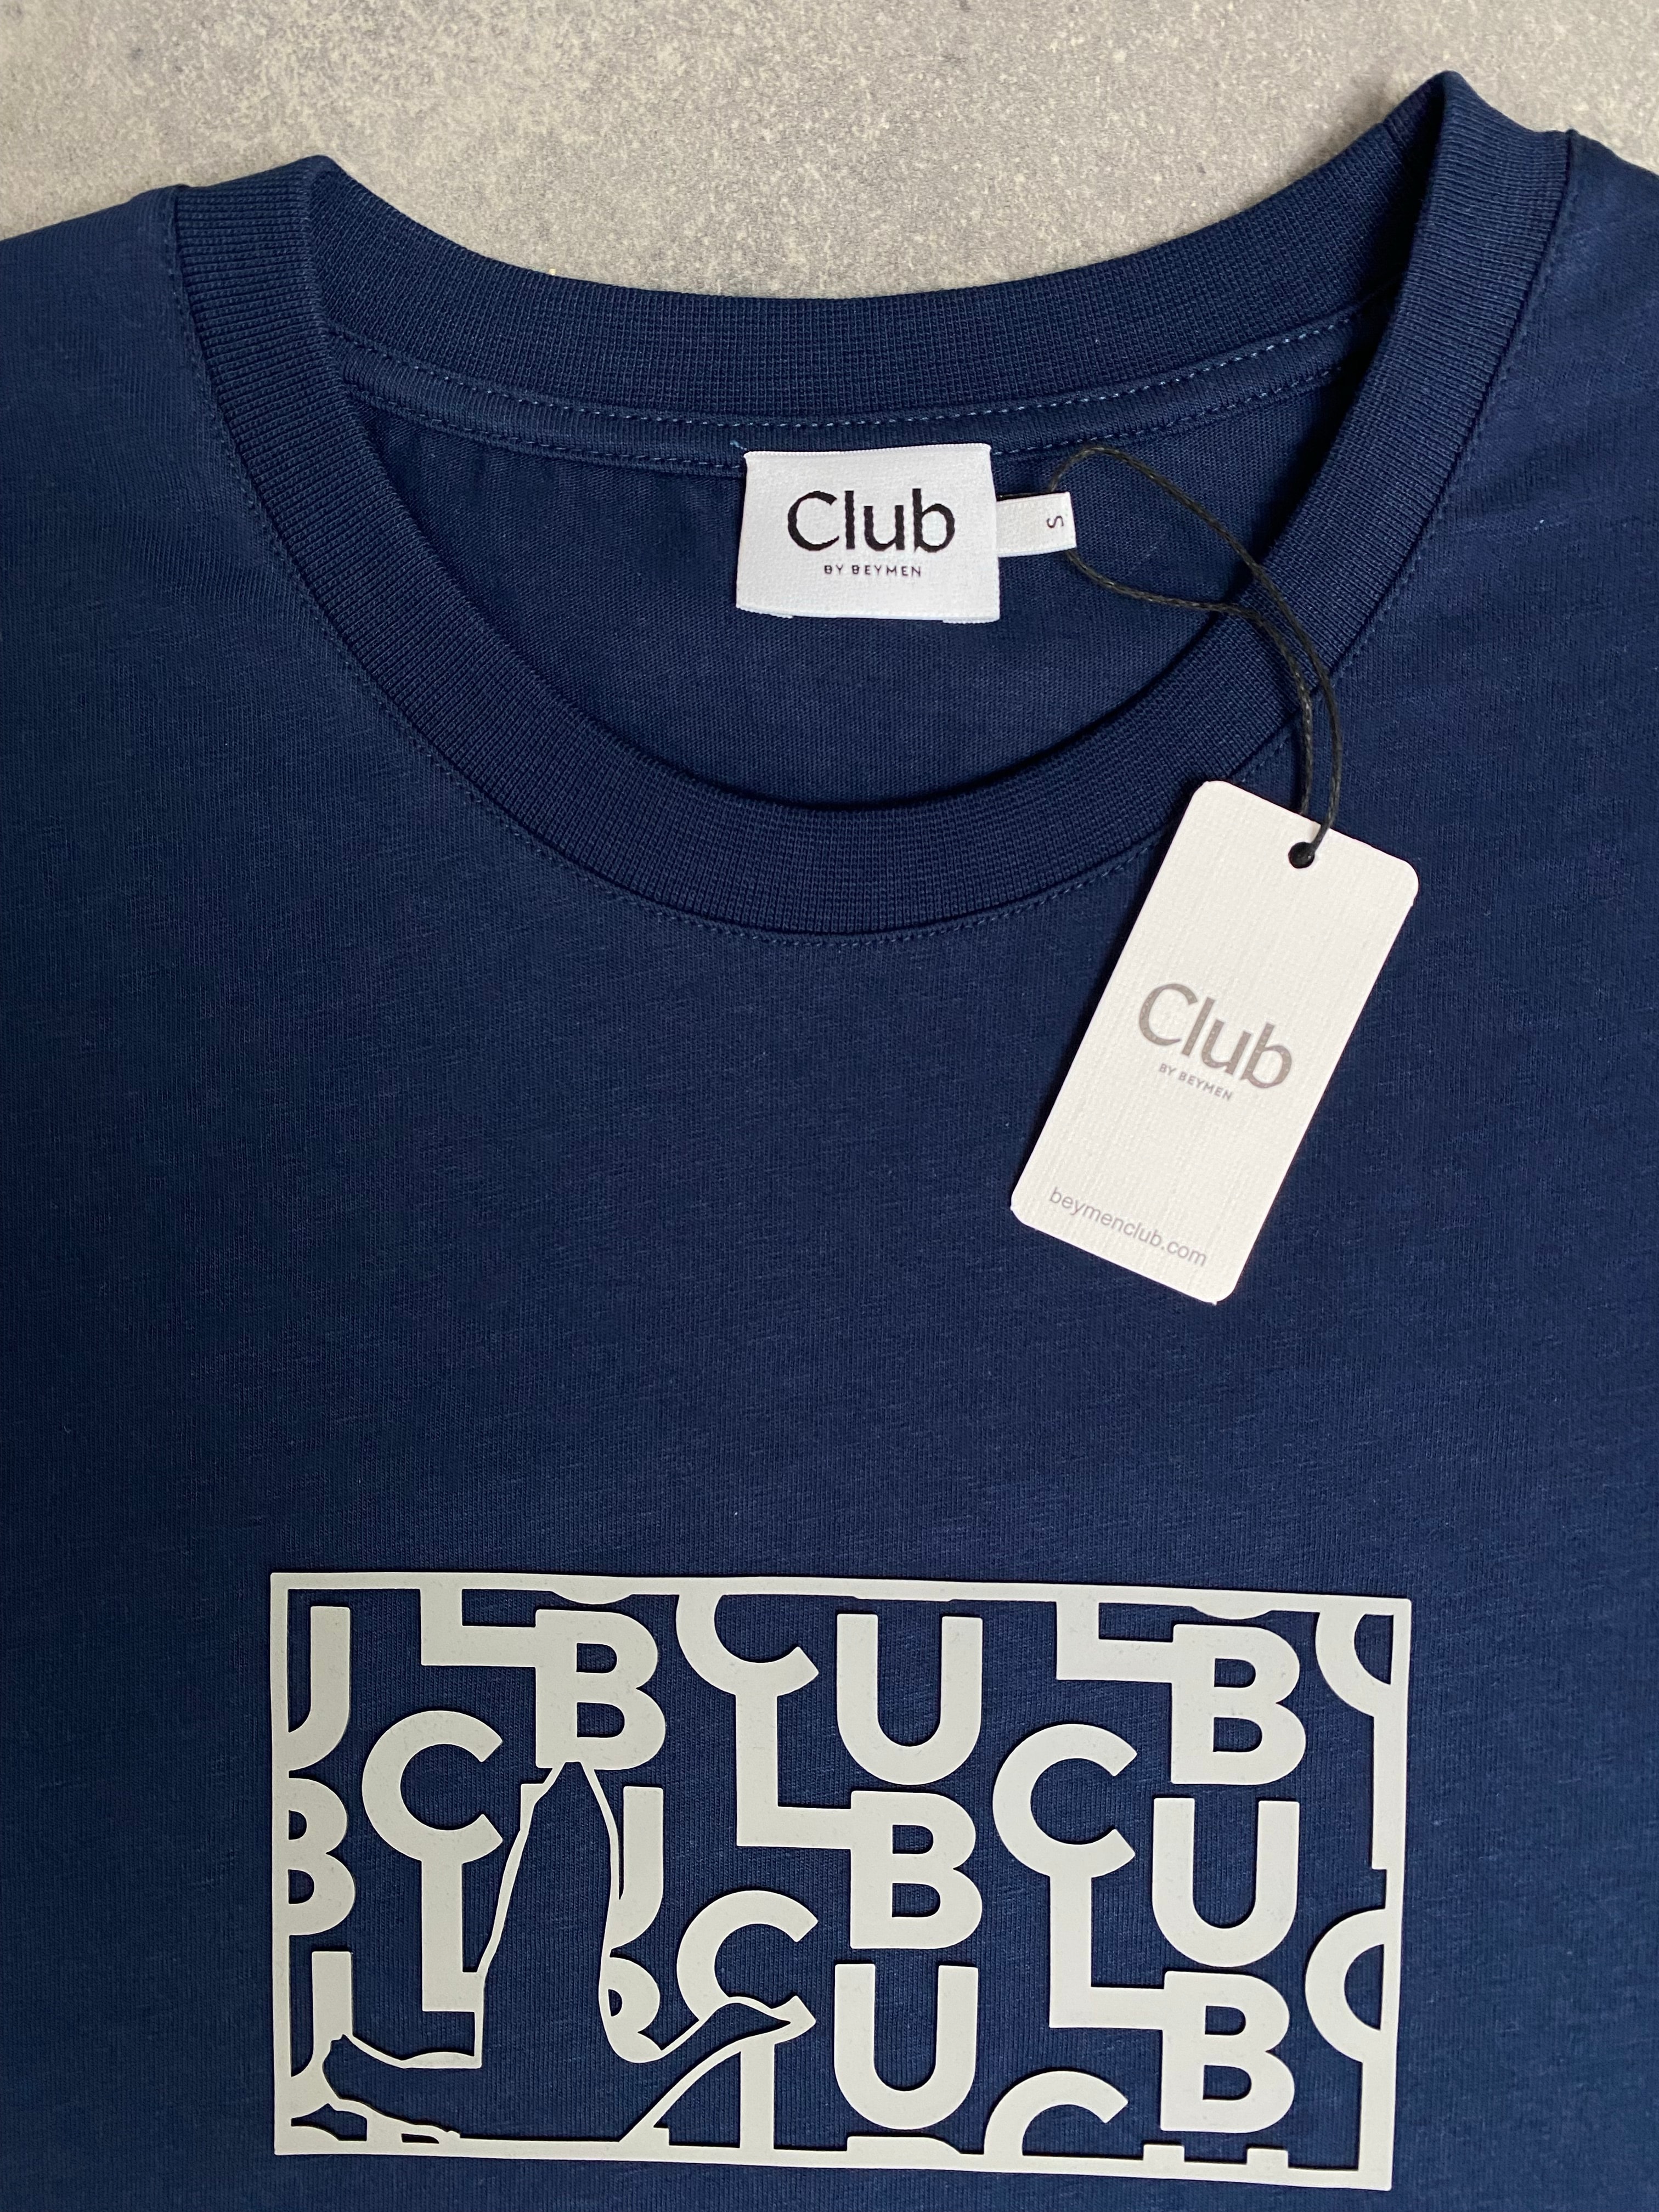 Club
BY BEYMEN
S
Club
BY BEYMEN
beymenclub.com
L C L C
U B U B
C L C
B U B U
L C L C
U B U B
L C